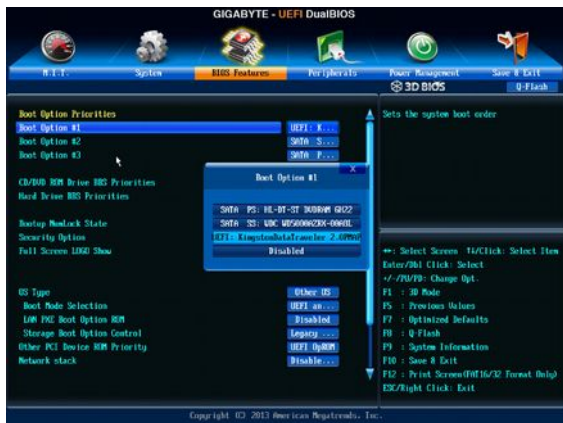 GIGABYTE - UEFI DualBIOS
M.I.T.
System
BIOS Features
Peripherals
Power Management
Save & Exit
3D BIOS
Q-Flash
Boot Option Priorities
Boot Option #1 UEFI: K...
Boot Option #2 SATA S...
Boot Option #3 SATA P...
CD/DVD ROM Drive BBS Priorities
Hard Drive BBS Priorities
Bootup NumLock State
Security Option
Full Screen LOGO Show
OS Type Other OS
Boot Mode Selection UEFI an...
LAN PXE Boot Option ROM Disabled
Storage Boot Option Control Legacy ...
Other PCI Device ROM Priority UEFI OpROM
Network stack Disable...
Boot Option #1
X
SATA PS: HL-DT-ST DVDRAM GH22
SATA SS: WDC WD5000AZRX-00A8L
UEFI: KingstonDataTraveler 2.0PMAP
Disabled
Sets the system boot order
↔: Select Screen ↑↓/Click: Select Item
Enter/Dbl Click: Select
+/-/PU/PD: Change Opt.
F1 : 3D Mode
F5 : Previous Values
F7 : Optimized Defaults
F8 : Q-Flash
F9 : System Information
F10 : Save & Exit
F12 : Print Screen(FAT16/32 Format Only)
ESC/Right Click: Exit
Copyright (C) 2013 American Megatrends, Inc.